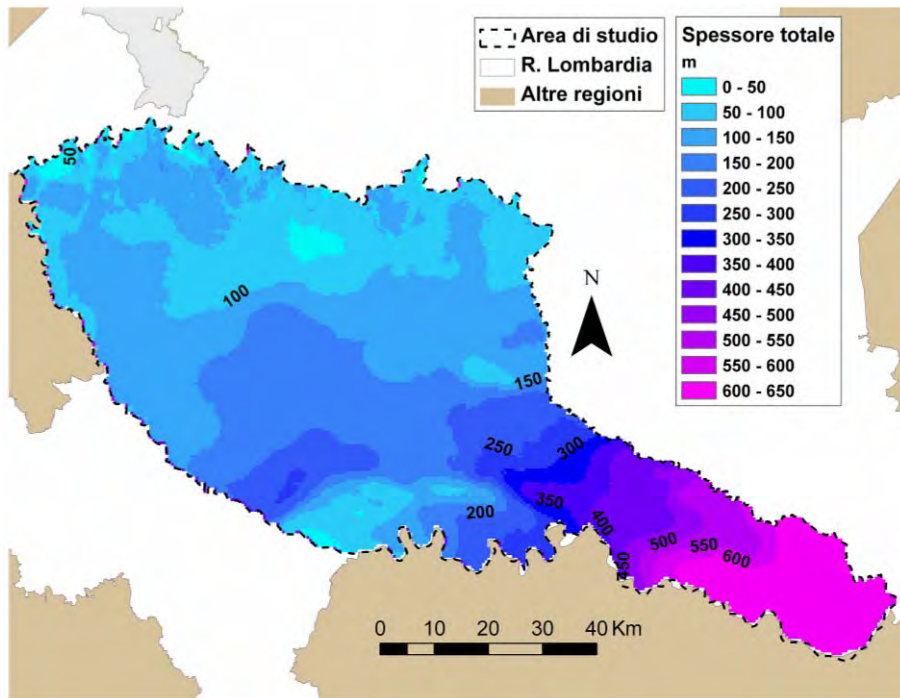 Area di studio
R. Lombardia
Altre regioni
Spessore totale
m
0 - 50
50 - 100
100 - 150
150 - 200
200 - 250
250 - 300
300 - 350
350 - 400
400 - 450
450 - 500
500 - 550
550 - 600
600 - 650
50
100
N
150
250
300
350
200
400
450
500
550
600
0 10 20 30 40 Km